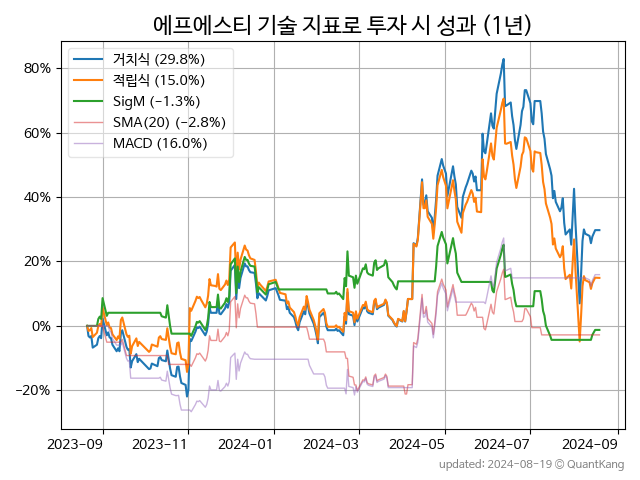 에프에스티 기술 지표로 투자 시 성과 (1년)
거치식 (29.8%)
적립식 (15.0%)
SigM (−1.3%)
SMA(20) (−2.8%)
MACD (16.0%)
80%
60%
40%
20%
0%
−20%
2023-09 2023-11 2024-01 2024-03 2024-05 2024-07 2024-09
updated: 2024-08-19 © QuantKang